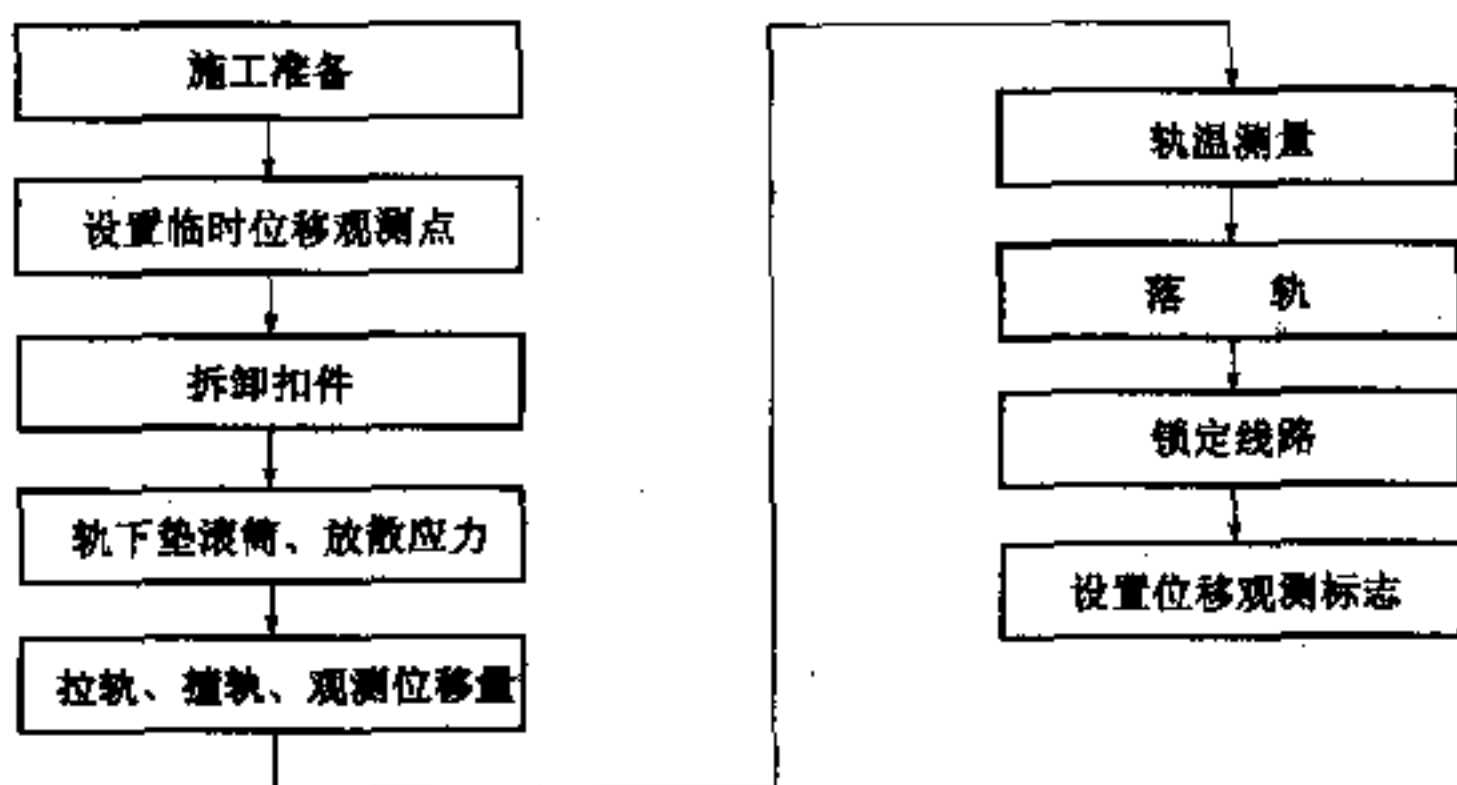 施工准备
设置临时位移观测点
拆卸扣件
轨下垫滚筒、放散应力
拉轨、撞轨、观测位移量
轨温测量
落 轨
锁定线路
设置位移观测标志